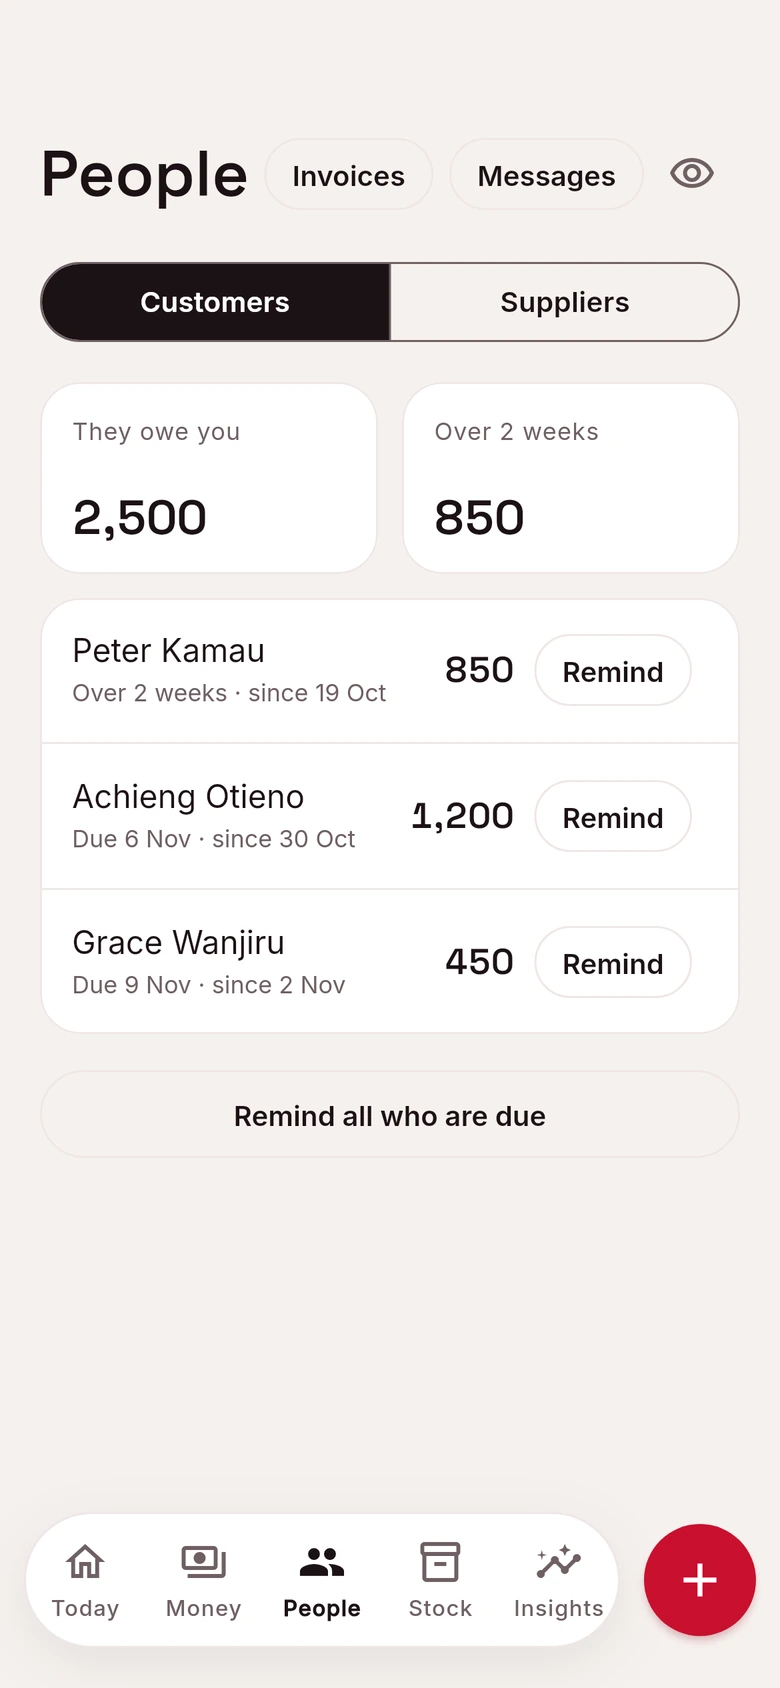 People
Invoices
Messages
Customers
Suppliers
They owe you
2,500
Over 2 weeks
850
Peter Kamau
Over 2 weeks · since 19 Oct
850
Remind
Achieng Otieno
Due 6 Nov · since 30 Oct
1,200
Remind
Grace Wanjiru
Due 9 Nov · since 2 Nov
450
Remind
Remind all who are due
Today
Money
People
Stock
Insights